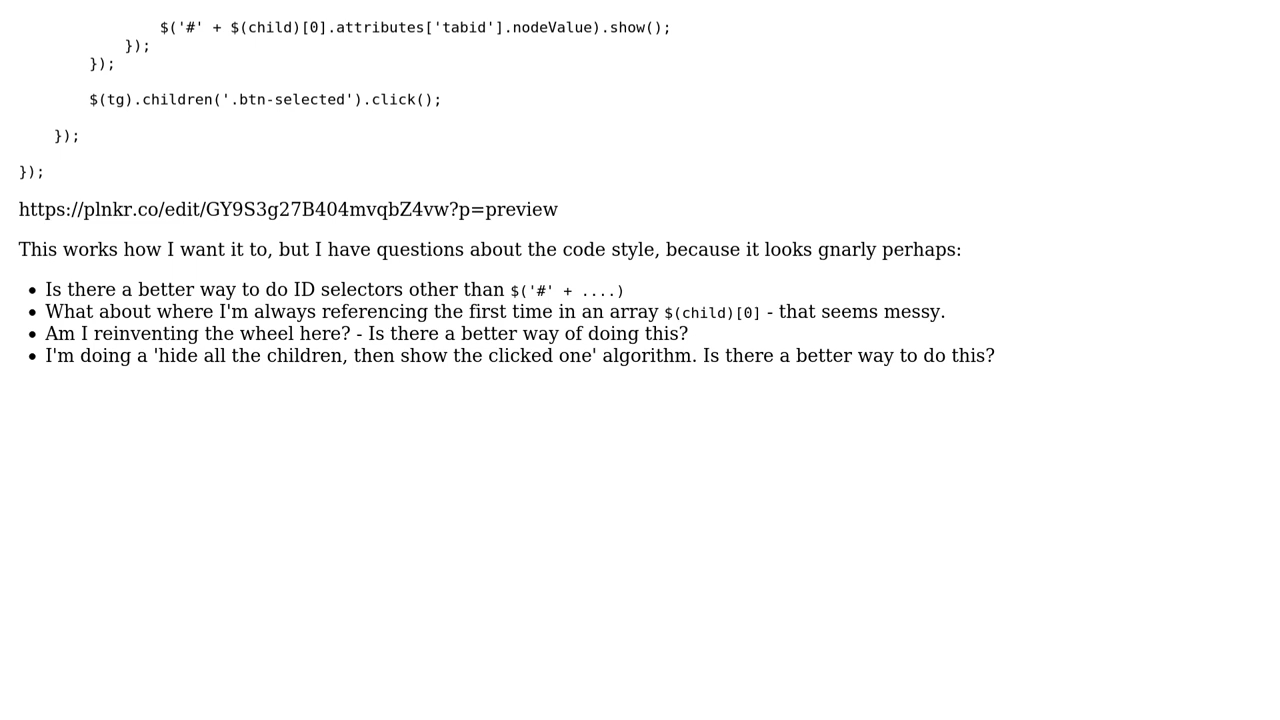 $('#' + $(child)[0].attributes['tabid'].nodeValue).show();
});
});
$(tg).children('.btn-selected').click();
});
});
https://plnkr.co/edit/GY9S3g27B404mvqbZ4vw?p=preview
This works how I want it to, but I have questions about the code style, because it looks gnarly perhaps:
• Is there a better way to do ID selectors other than $('#' + ....)
• What about where I'm always referencing the first time in an array $(child)[0] - that seems messy.
• Am I reinventing the wheel here? - Is there a better way of doing this?
• I'm doing a 'hide all the children, then show the clicked one' algorithm. Is there a better way to do this?